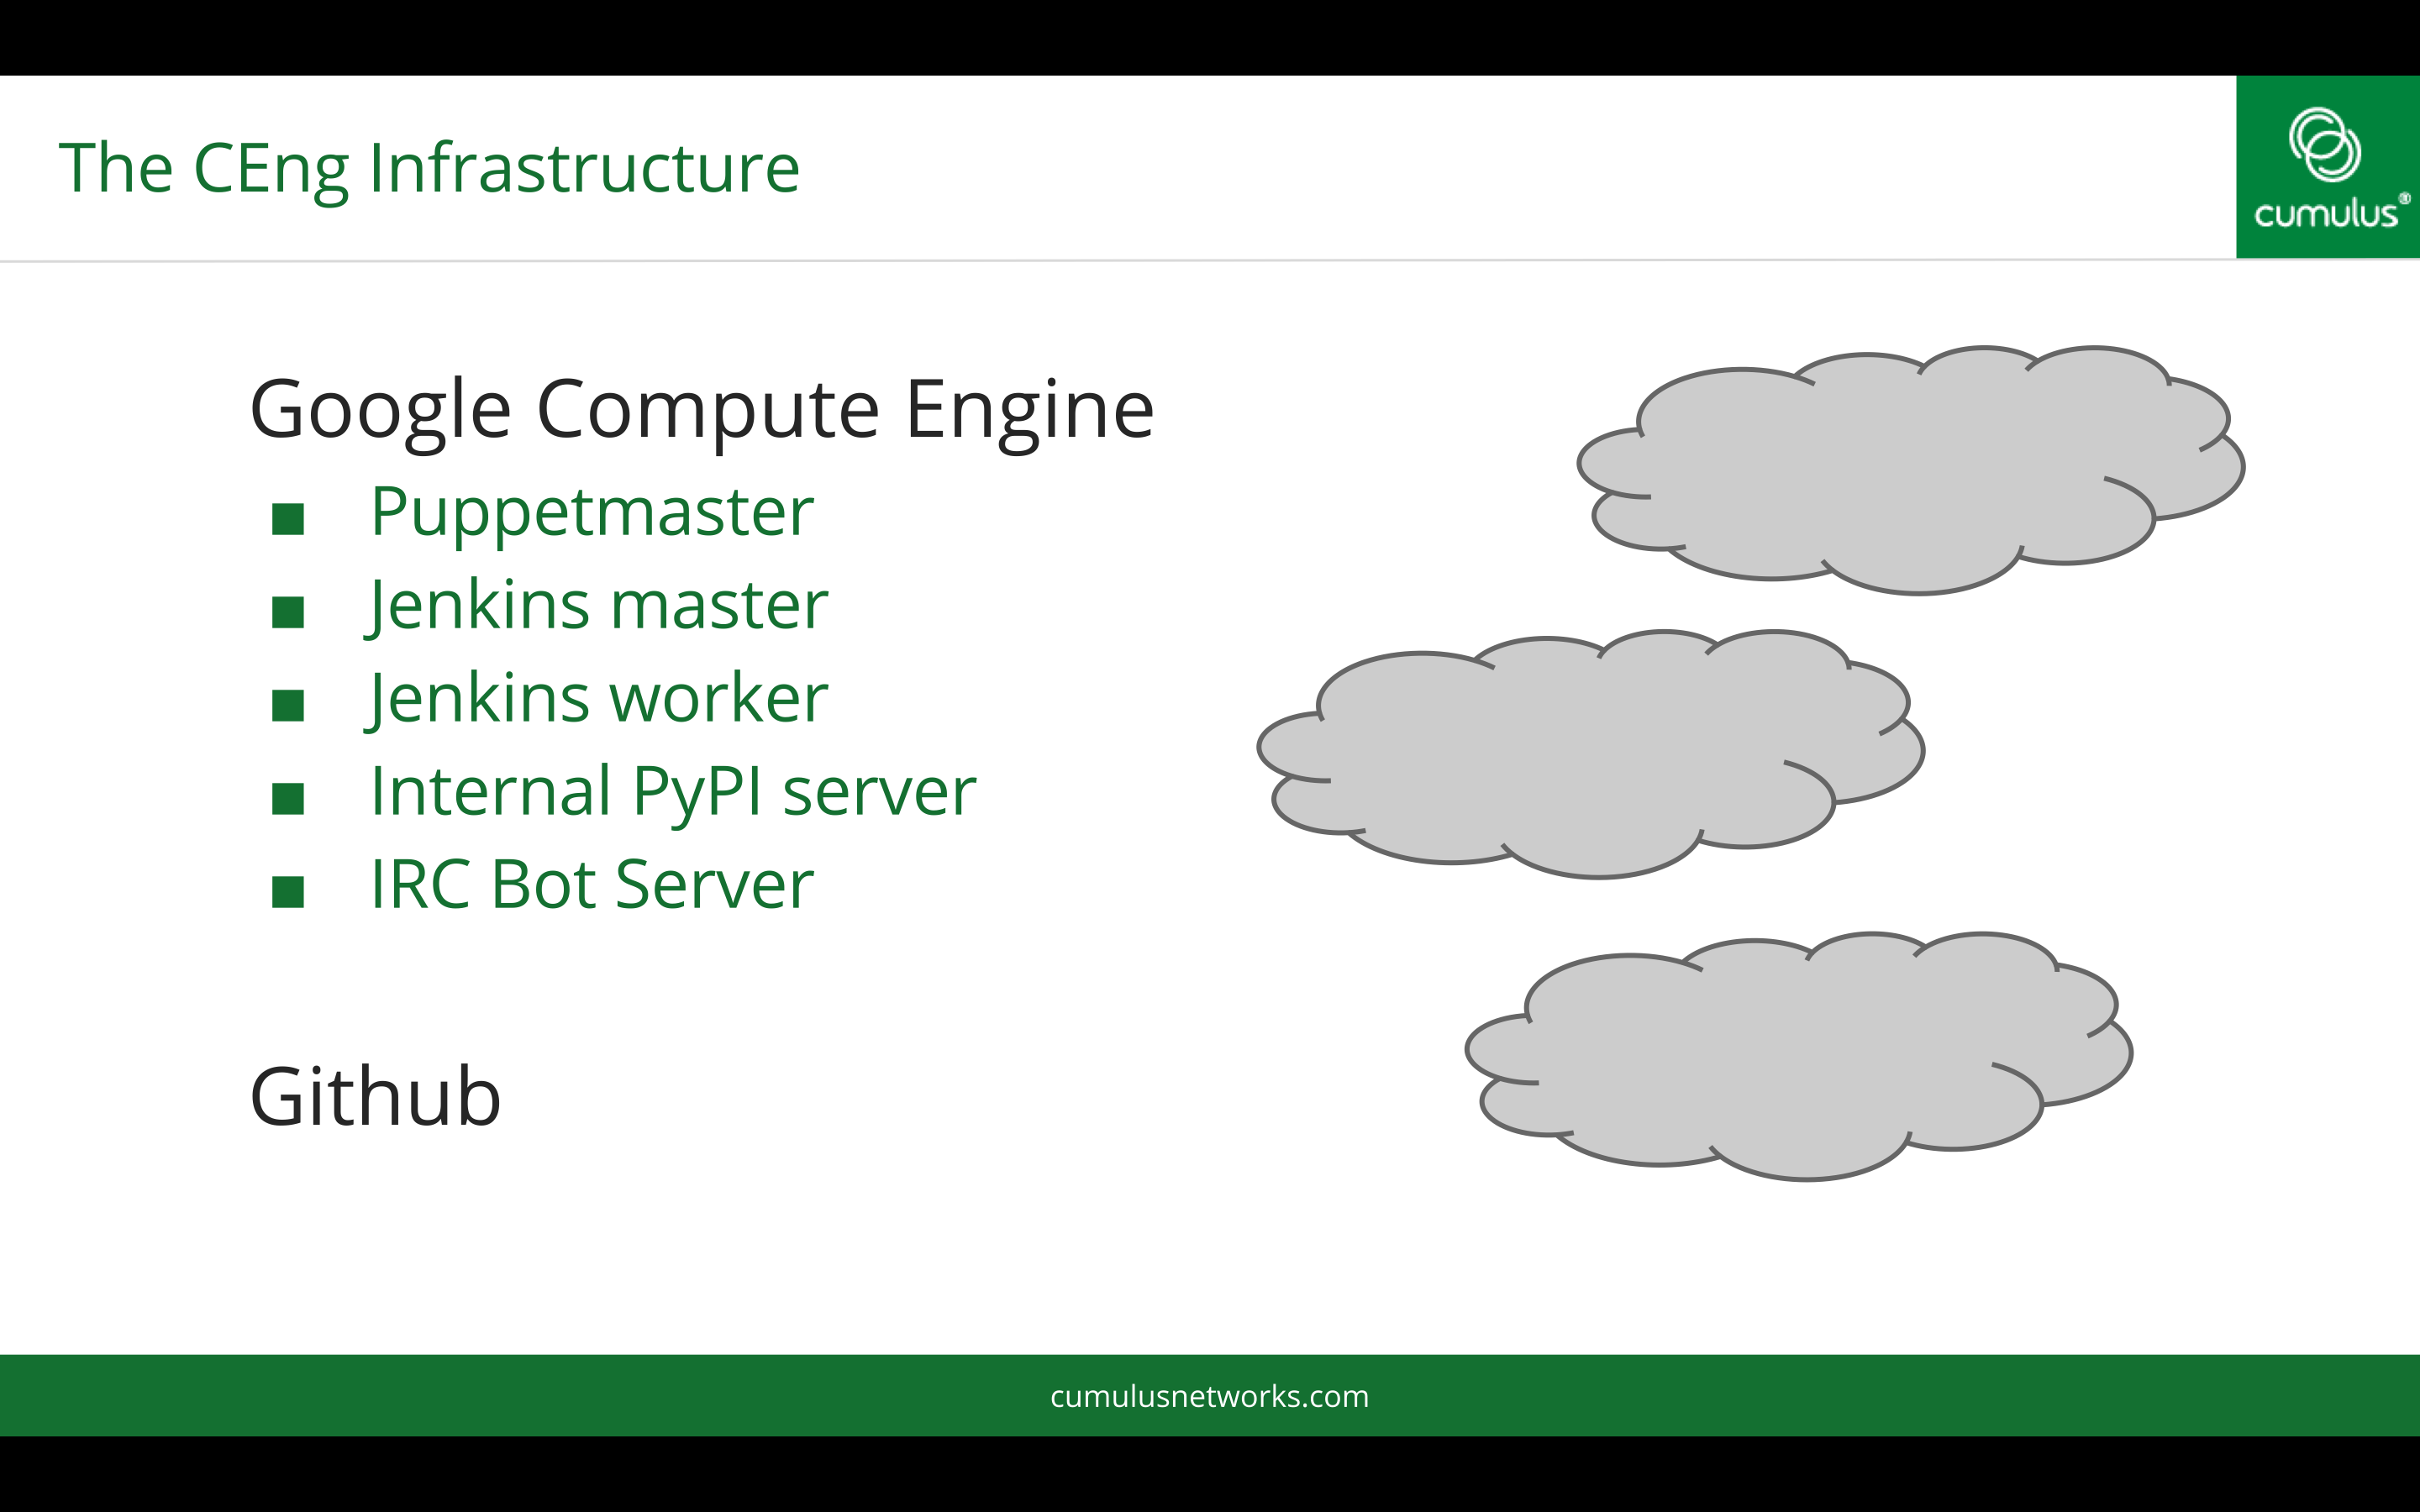 The CEng Infrastructure
cumulus®
Google Compute Engine
Puppetmaster
Jenkins master
Jenkins worker
Internal PyPI server
IRC Bot Server
Github
cumulusnetworks.com